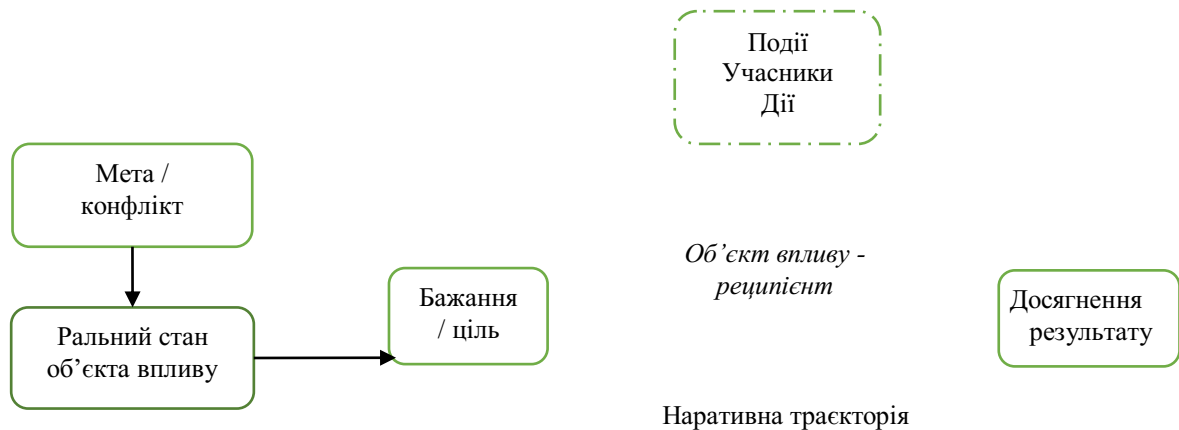 Події
Учасники
Дії
Мета /
конфлікт
Об’єкт впливу -
реципієнт
Бажання
/ ціль
Досягнення
результату
Ральний стан
об’єкта впливу
Наративна траєкторія